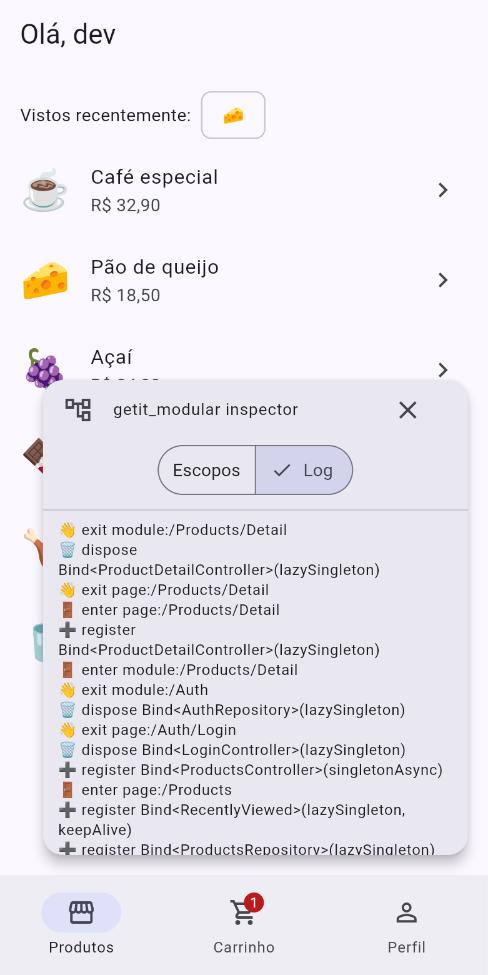 Olá, dev
Vistos recentemente:
Café especial
R$ 32,90
Pão de queijo
R$ 18,50
Açaí
getit_modular inspector
Escopos
Log
exit module:/Products/Detail
dispose
Bind<ProductDetailController>(lazySingleton)
exit page:/Products/Detail
enter page:/Products/Detail
register
Bind<ProductDetailController>(lazySingleton)
enter module:/Products/Detail
exit module:/Auth
dispose Bind<AuthRepository>(lazySingleton)
exit page:/Auth/Login
dispose Bind<LoginController>(lazySingleton)
register Bind<ProductsController>(singletonAsync)
enter page:/Products
register Bind<RecentlyViewed>(lazySingleton,
keepAlive)
register Bind<ProductsRepository>(lazySingleton)
1
Produtos
Carrinho
Perfil